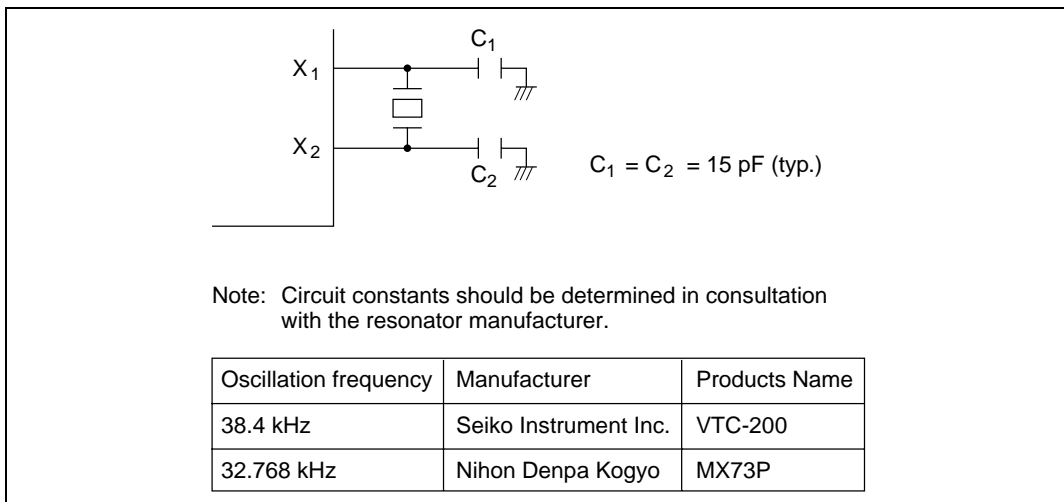 C1
X1
X2
C2
C1 = C2 = 15 pF (typ.)
Note: Circuit constants should be determined in consultation
with the resonator manufacturer.
Oscillation frequency Manufacturer Products Name
38.4 kHz Seiko Instrument Inc. VTC-200
32.768 kHz Nihon Denpa Kogyo MX73P